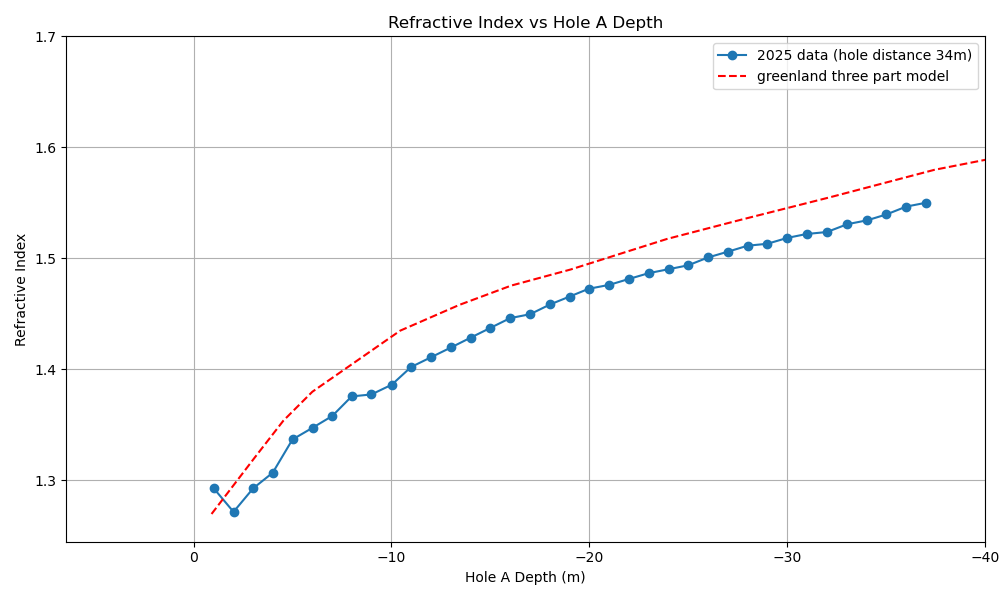 Refractive Index vs Hole A Depth
2025 data (hole distance 34m)
greenland three part model
Refractive Index
1.7
1.6
1.5
1.4
1.3
0
−10
−20
−30
−40
Hole A Depth (m)